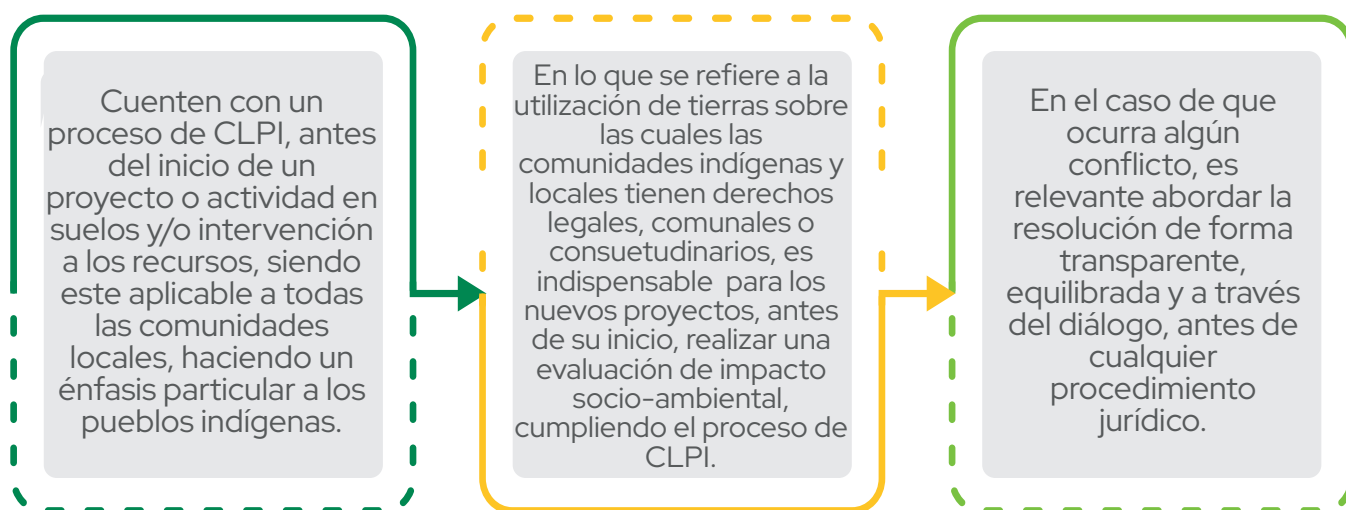 Cuenten con un
proceso de CLPI, antes
del inicio de un
proyecto o actividad en
suelos y/o intervención
a los recursos, siendo
este aplicable a todas
las comunidades
locales, haciendo un
énfasis particular a los
pueblos indígenas.
En lo que se refiere a la
utilización de tierras sobre
las cuales las
comunidades indígenas y
locales tienen derechos
legales, comunales o
consuetudinarios, es
indispensable para los
nuevos proyectos, antes
de su inicio, realizar una
evaluación de impacto
socio-ambiental,
cumpliendo el proceso de
CLPI.
En el caso de que
ocurra algún
conflicto, es
relevante abordar la
resolución de forma
transparente,
equilibrada y a través
del diálogo, antes de
cualquier
procedimiento
jurídico.